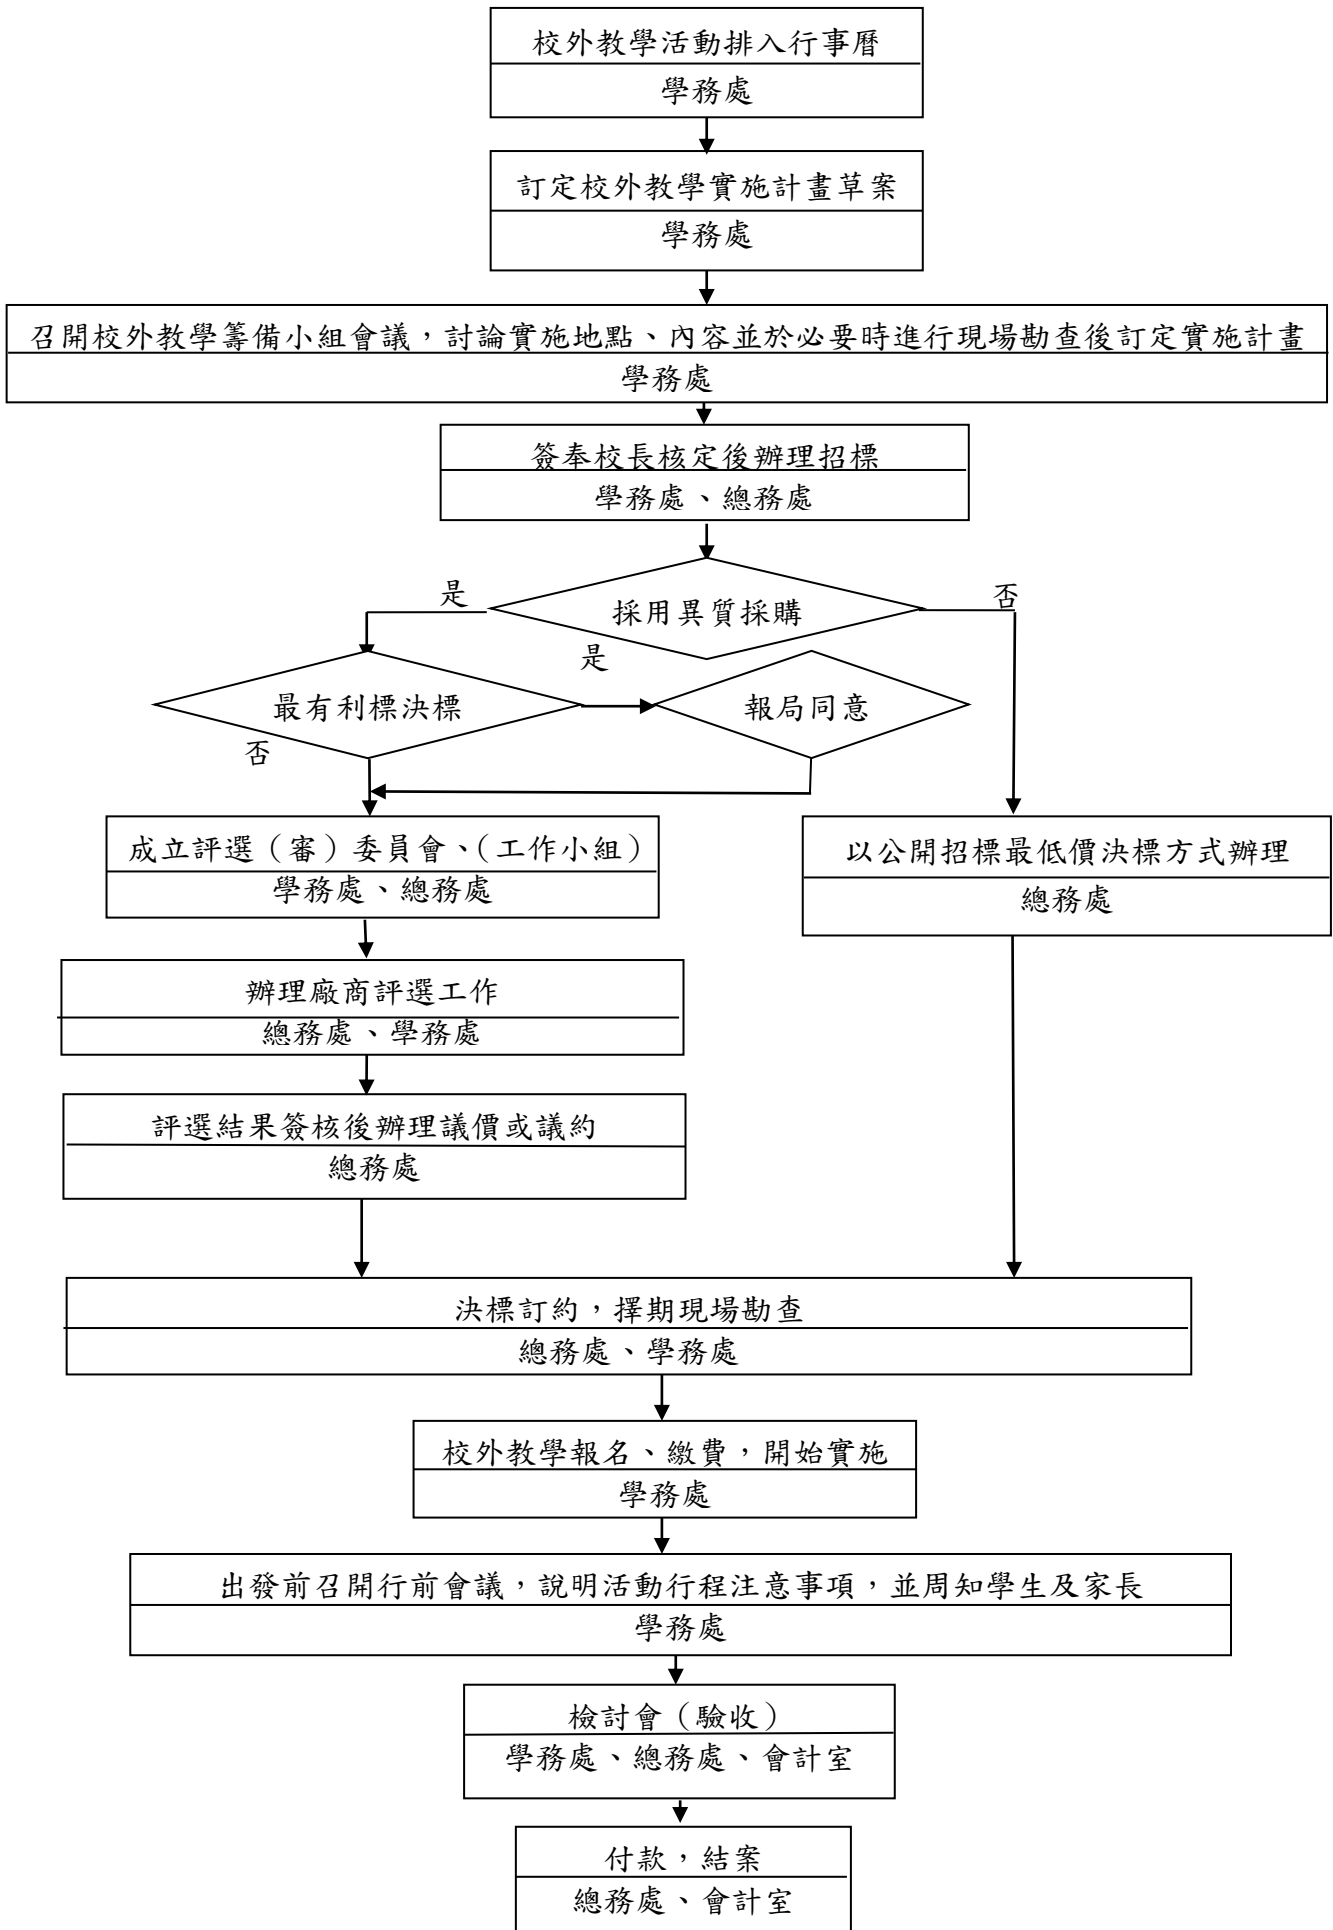 校外教學活動排入行事曆
學務處
訂定校外教學實施計畫草案
學務處
召開校外教學籌備小組會議，討論實施地點、內容並於必要時進行現場勘查後訂定實施計畫
學務處
簽奉校長核定後辦理招標
學務處、總務處
是
採用異質採購
否
是
最有利標決標
報局同意
否
成立評選（審）委員會、（工作小組）
學務處、總務處
以公開招標最低價決標方式辦理
總務處
辦理廠商評選工作
總務處、學務處
評選結果簽核後辦理議價或議約
總務處
決標訂約，擇期現場勘查
總務處、學務處
校外教學報名、繳費，開始實施
學務處
出發前召開行前會議，說明活動行程注意事項，並周知學生及家長
學務處
檢討會（驗收）
學務處、總務處、會計室
付款，結案
總務處、會計室